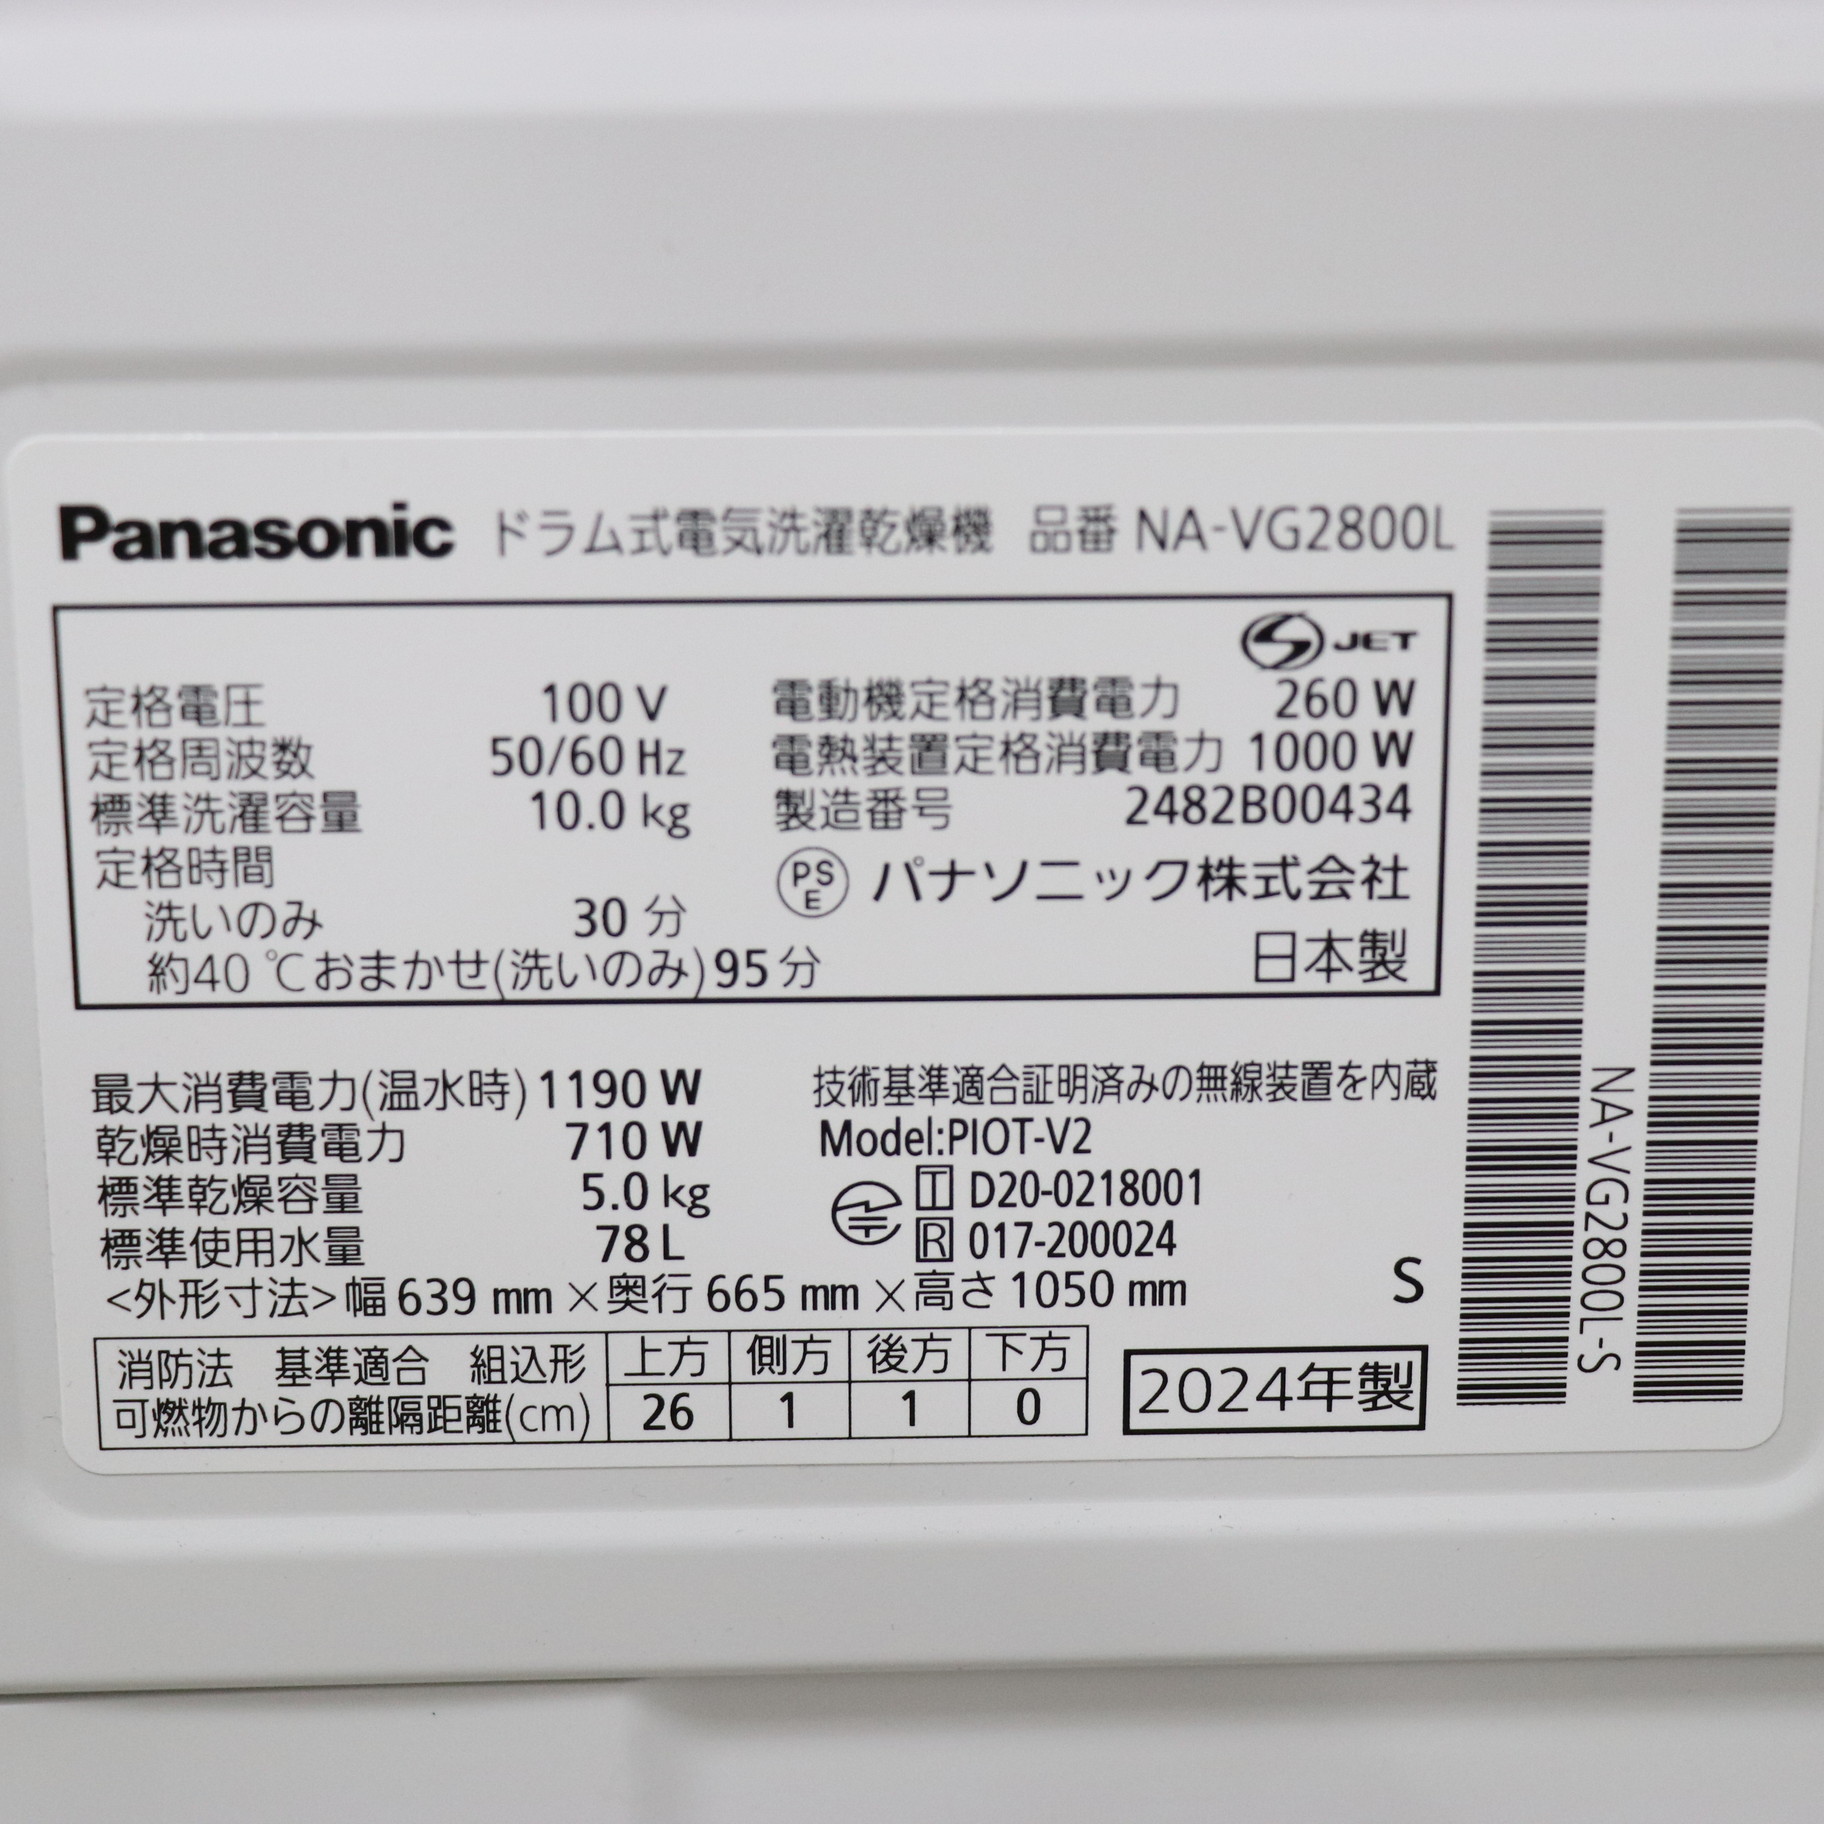 Panasonic ドラム式電気洗濯乾燥機 品番 NA-VG2800L
JET
定格電圧 100 V
定格周波数 50/60 Hz
標準洗濯容量 10.0 kg
定格時間
洗いのみ 30 分
約40℃おまかせ(洗いのみ) 95 分
電動機定格消費電力 260 W
電熱装置定格消費電力 1000 W
製造番号 2482B00434
PSE パナソニック株式会社
日本製
最大消費電力(温水時) 1190 W
乾燥時消費電力 710 W
標準乾燥容量 5.0 kg
標準使用水量 78 L
<外形寸法>幅 639 mm×奥行 665 mm×高さ 1050 mm
技術基準適合証明済みの無線装置を内蔵
Model:PIOT-V2
T D20-0218001
R 017-200024
S
消防法 基準適合 組込形 上方 側方 後方 下方
可燃物からの離隔距離(cm) 26 1 1 0
2024年製
NA-VG2800L-S